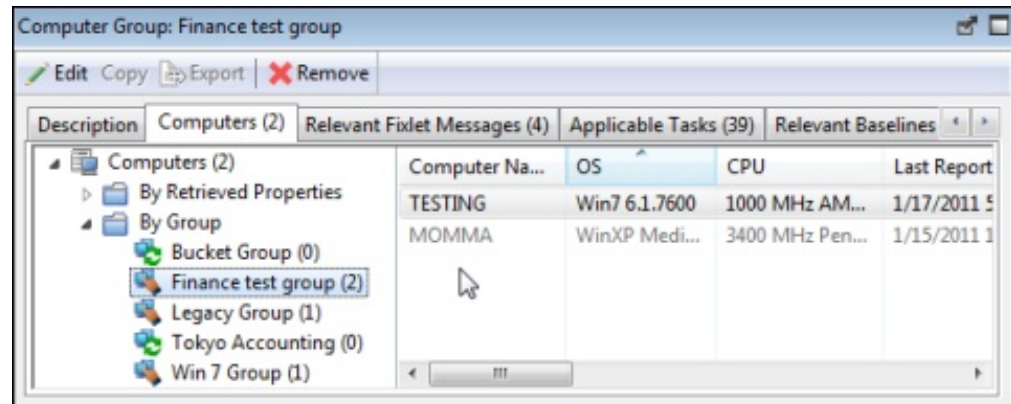 Computer Group: Finance test group
Edit Copy Export Remove
Description Computers (2) Relevant Fixlet Messages (4) Applicable Tasks (39) Relevant Baselines
Computers (2)
By Retrieved Properties
By Group
Bucket Group (0)
Finance test group (2)
Legacy Group (1)
Tokyo Accounting (0)
Win 7 Group (1)
Computer Na... OS CPU Last Report
TESTING Win7 6.1.7600 1000 MHz AM... 1/17/2011 5
MOMMA WinXP Medi... 3400 MHz Pen... 1/15/2011 1